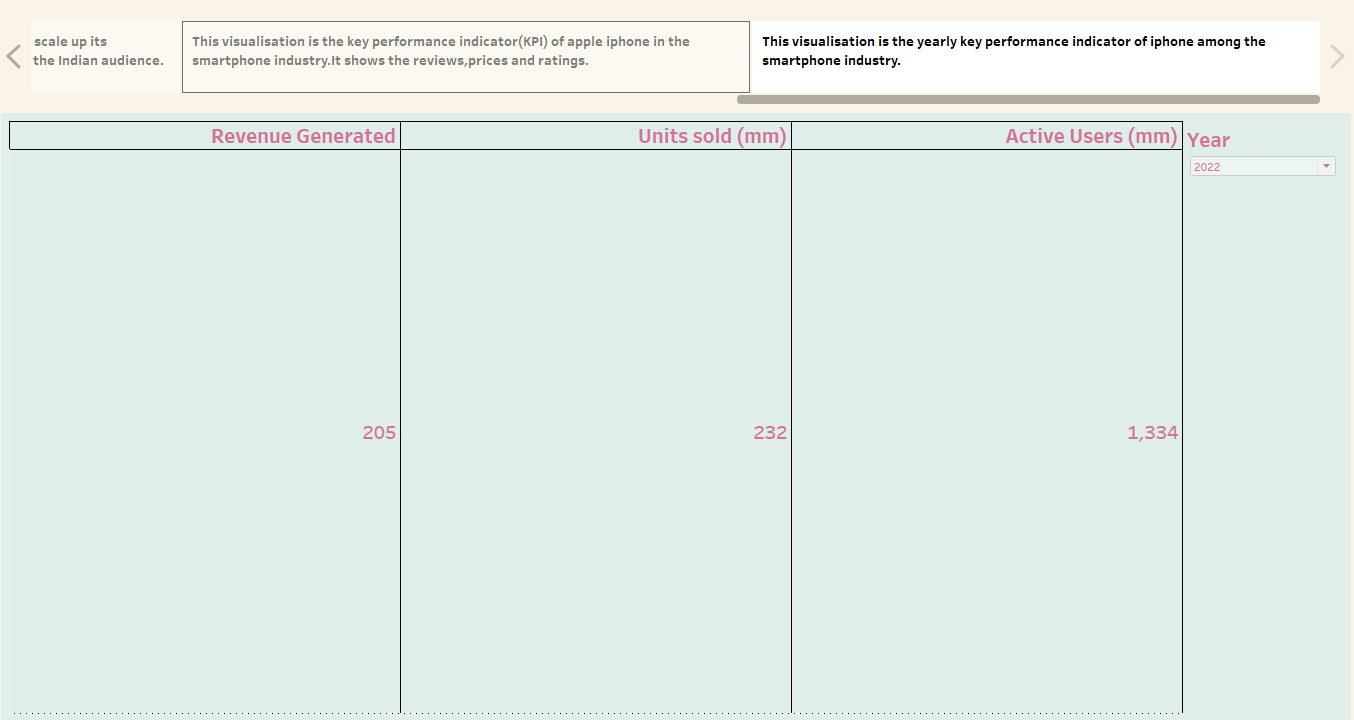 scale up its
the Indian audience.
This visualisation is the key performance indicator(KPI) of apple iphone in the
smartphone industry.It shows the reviews,prices and ratings.
This visualisation is the yearly key performance indicator of iphone among the
smartphone industry.
Revenue Generated Units sold (mm) Active Users (mm) Year
2022
205 232 1,334